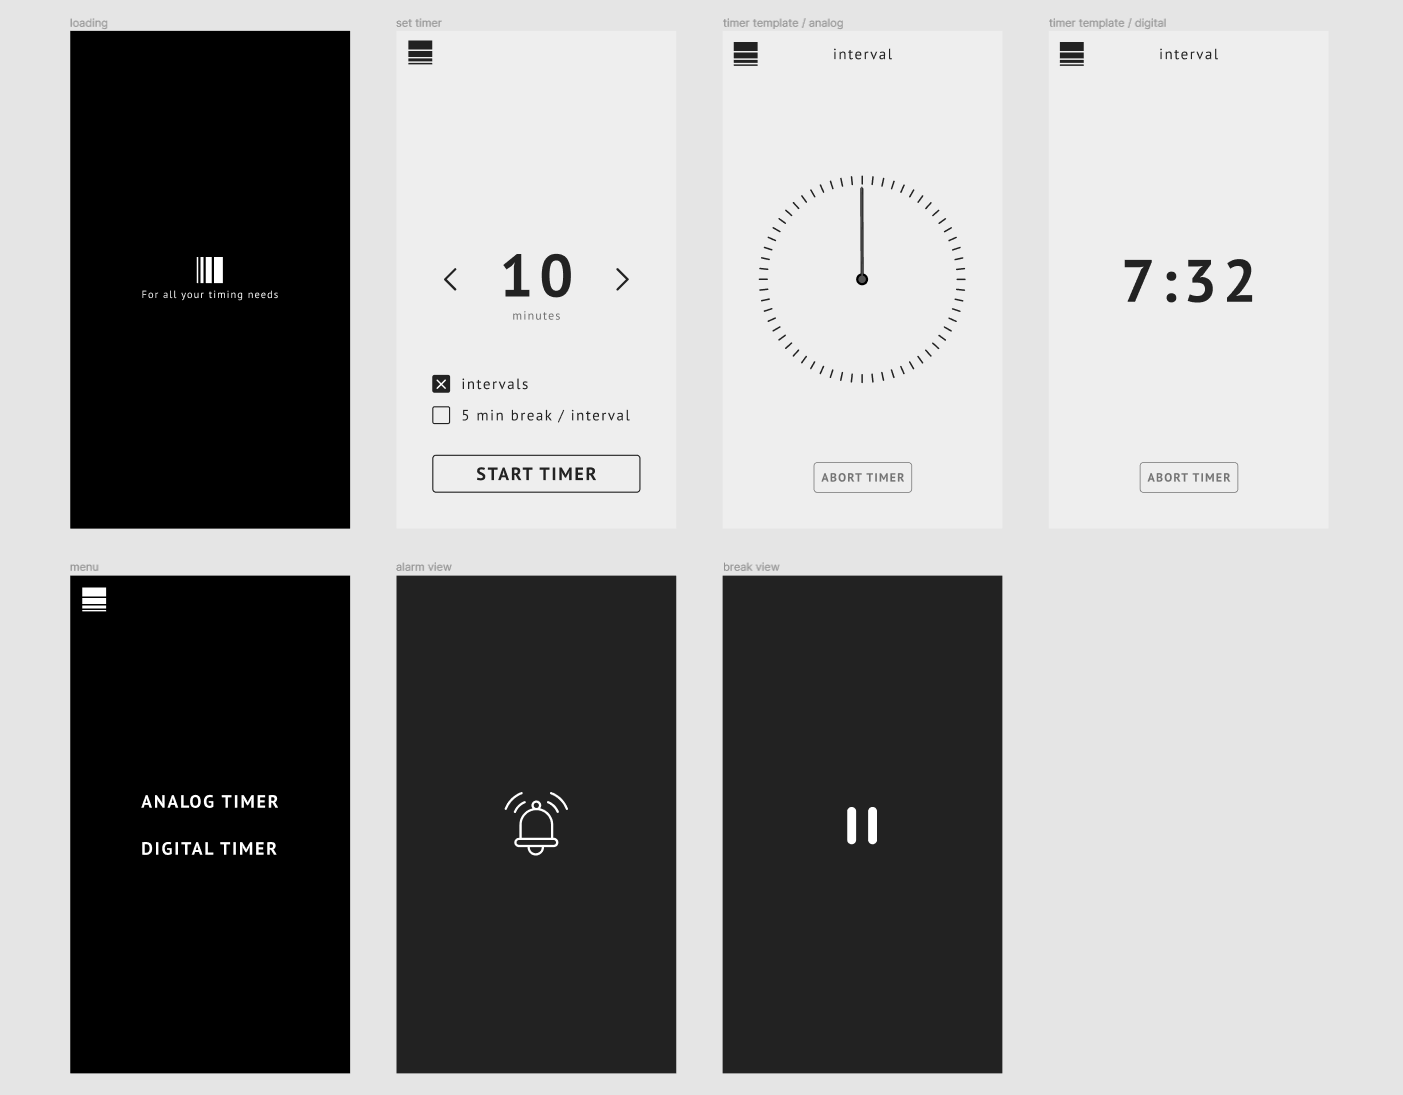 loading
For all your timing needs
set timer
10
minutes
intervals
5 min break / interval
START TIMER
timer template / analog
interval
ABORT TIMER
timer template / digital
interval
7:32
ABORT TIMER
menu
ANALOG TIMER
DIGITAL TIMER
alarm view
break view